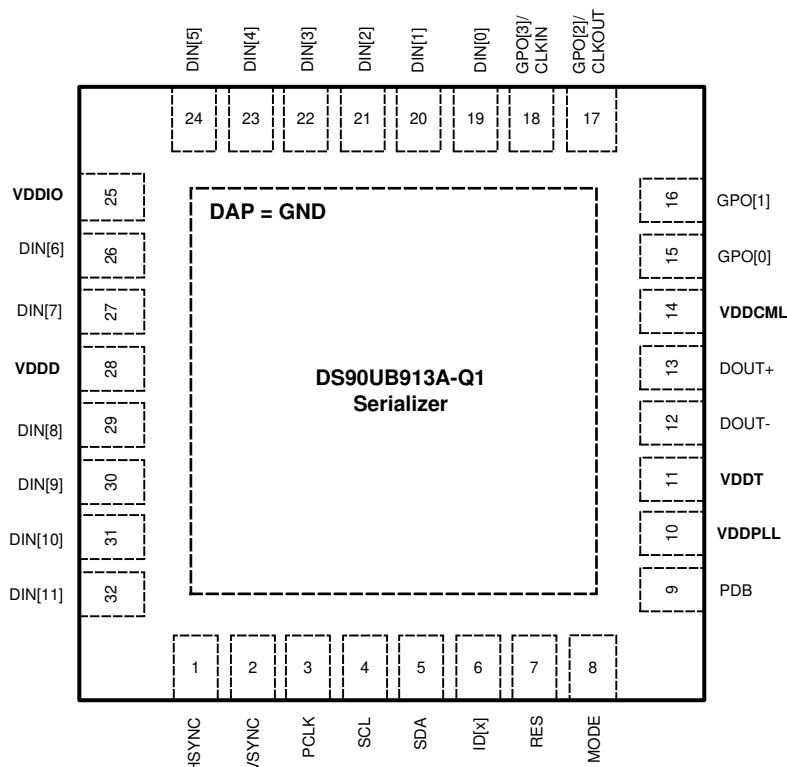 DIN[5]
DIN[4]
DIN[3]
DIN[2]
DIN[1]
DIN[0]
GPO[3]/
CLKIN
GPO[2]/
CLKOUT
24
23
22
21
20
19
18
17
VDDIO
25
DIN[6]
26
DIN[7]
27
VDDD
28
DIN[8]
29
DIN[9]
30
DIN[10]
31
DIN[11]
32
DAP = GND
DS90UB913A-Q1
Serializer
16
GPO[1]
15
GPO[0]
14
VDDCML
13
DOUT+
12
DOUT-
11
VDDT
10
VDDPLL
9
PDB
1
2
3
4
5
6
7
8
HSYNC
VSYNC
PCLK
SCL
SDA
ID[x]
RES
MODE